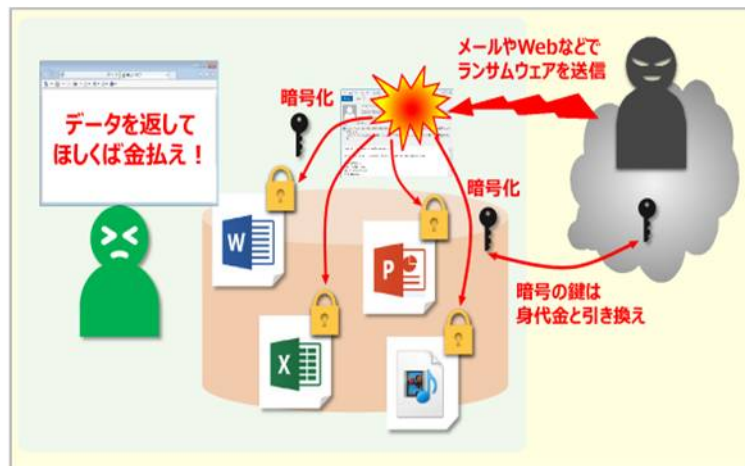 メールやWebなどで
ランサムウェアを送信
データを返して
ほしくば金払え！
暗号化
暗号化
W
P
X
暗号の鍵は
身代金と引き換え